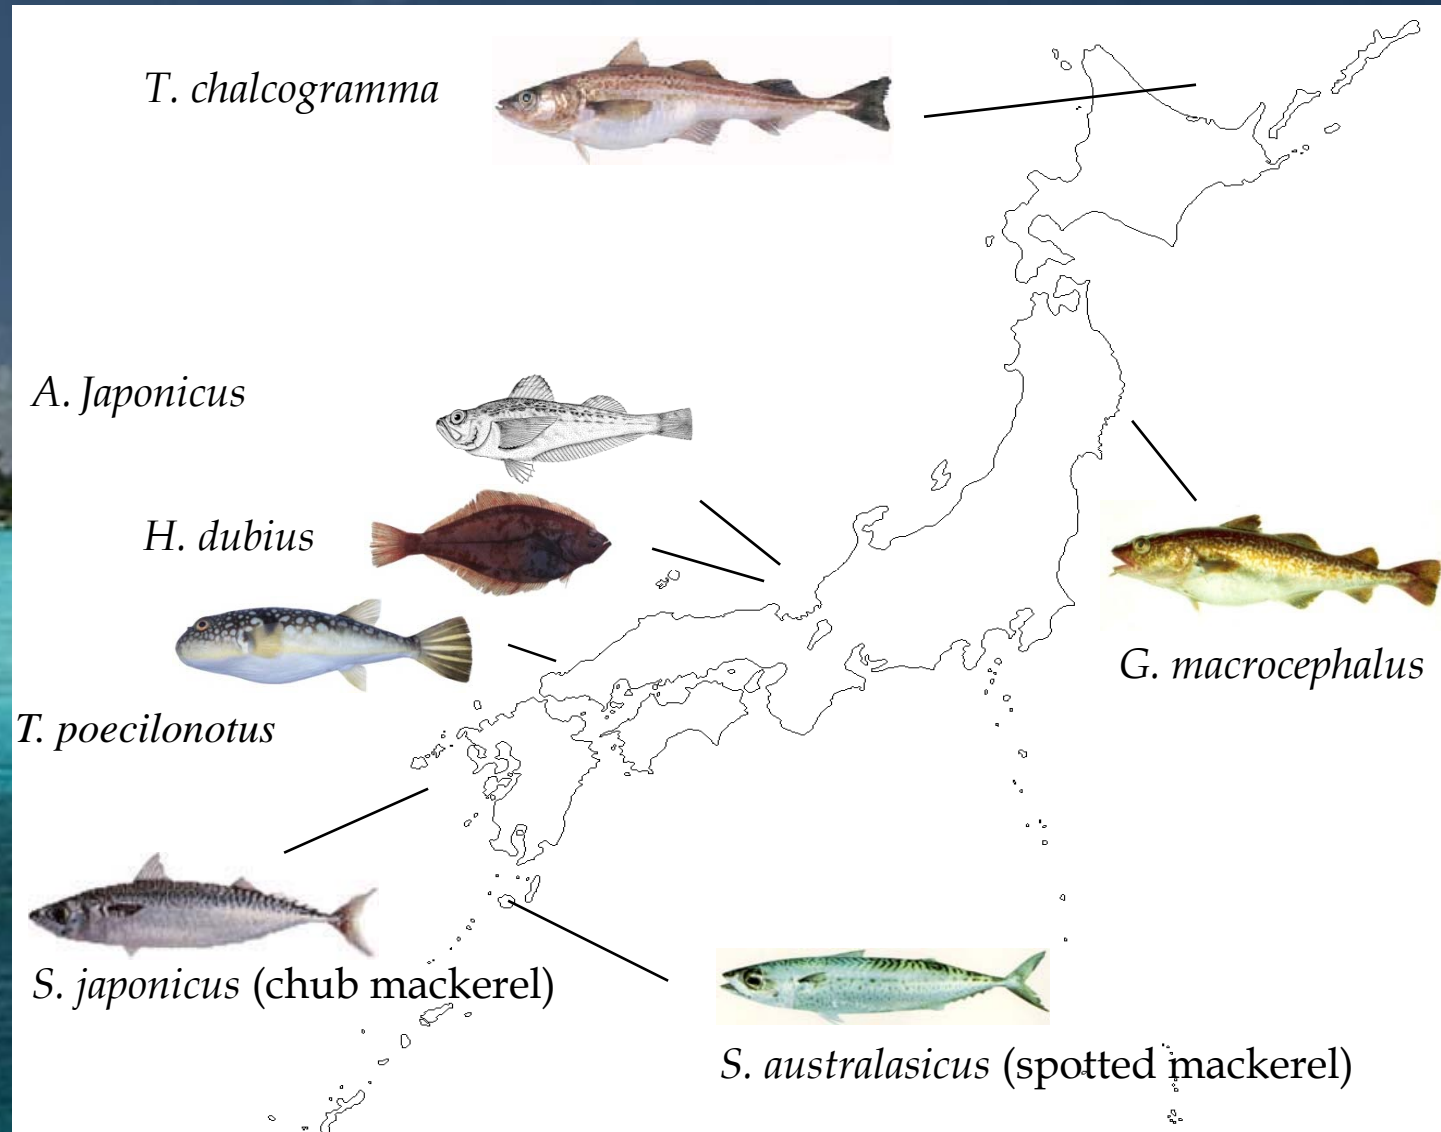 T. chalcogramma
A. Japonicus
H. dubius
T. poecilonotus
G. macrocephalus
S. japonicus (chub mackerel)
S. australasicus (spotted mackerel)